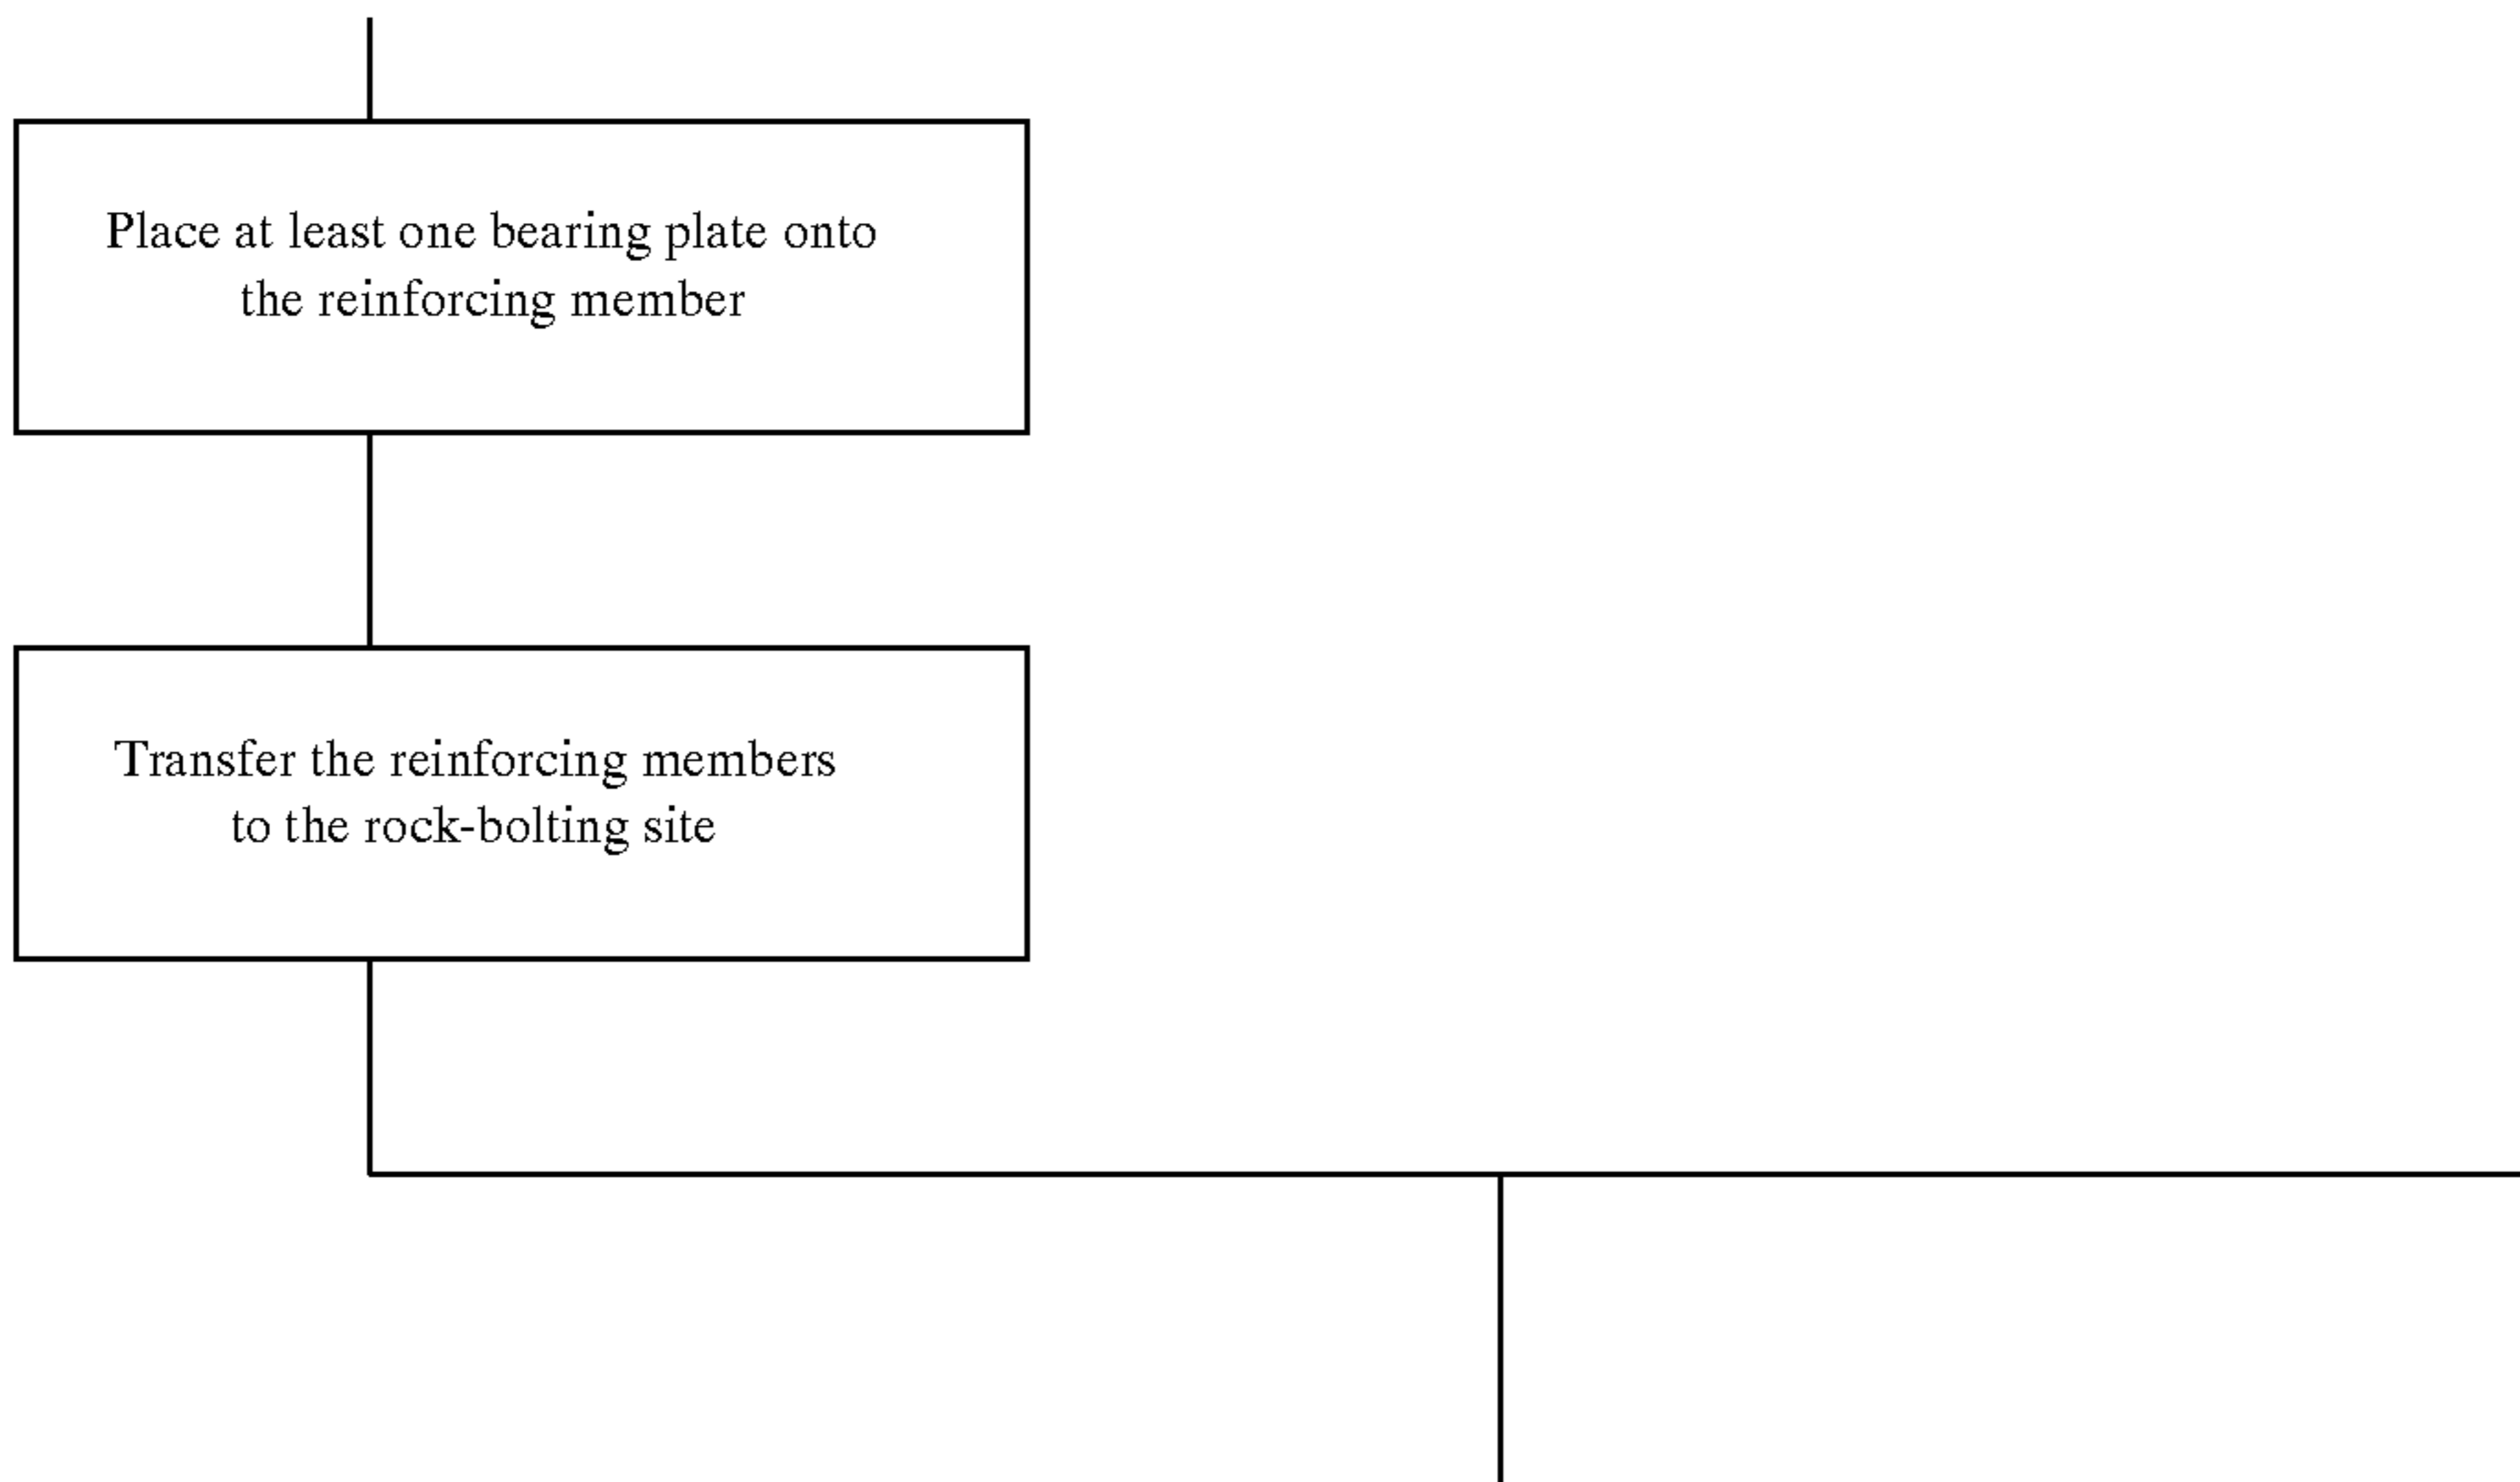 Place at least one bearing plate onto
the reinforcing member
Transfer the reinforcing members
to the rock-bolting site